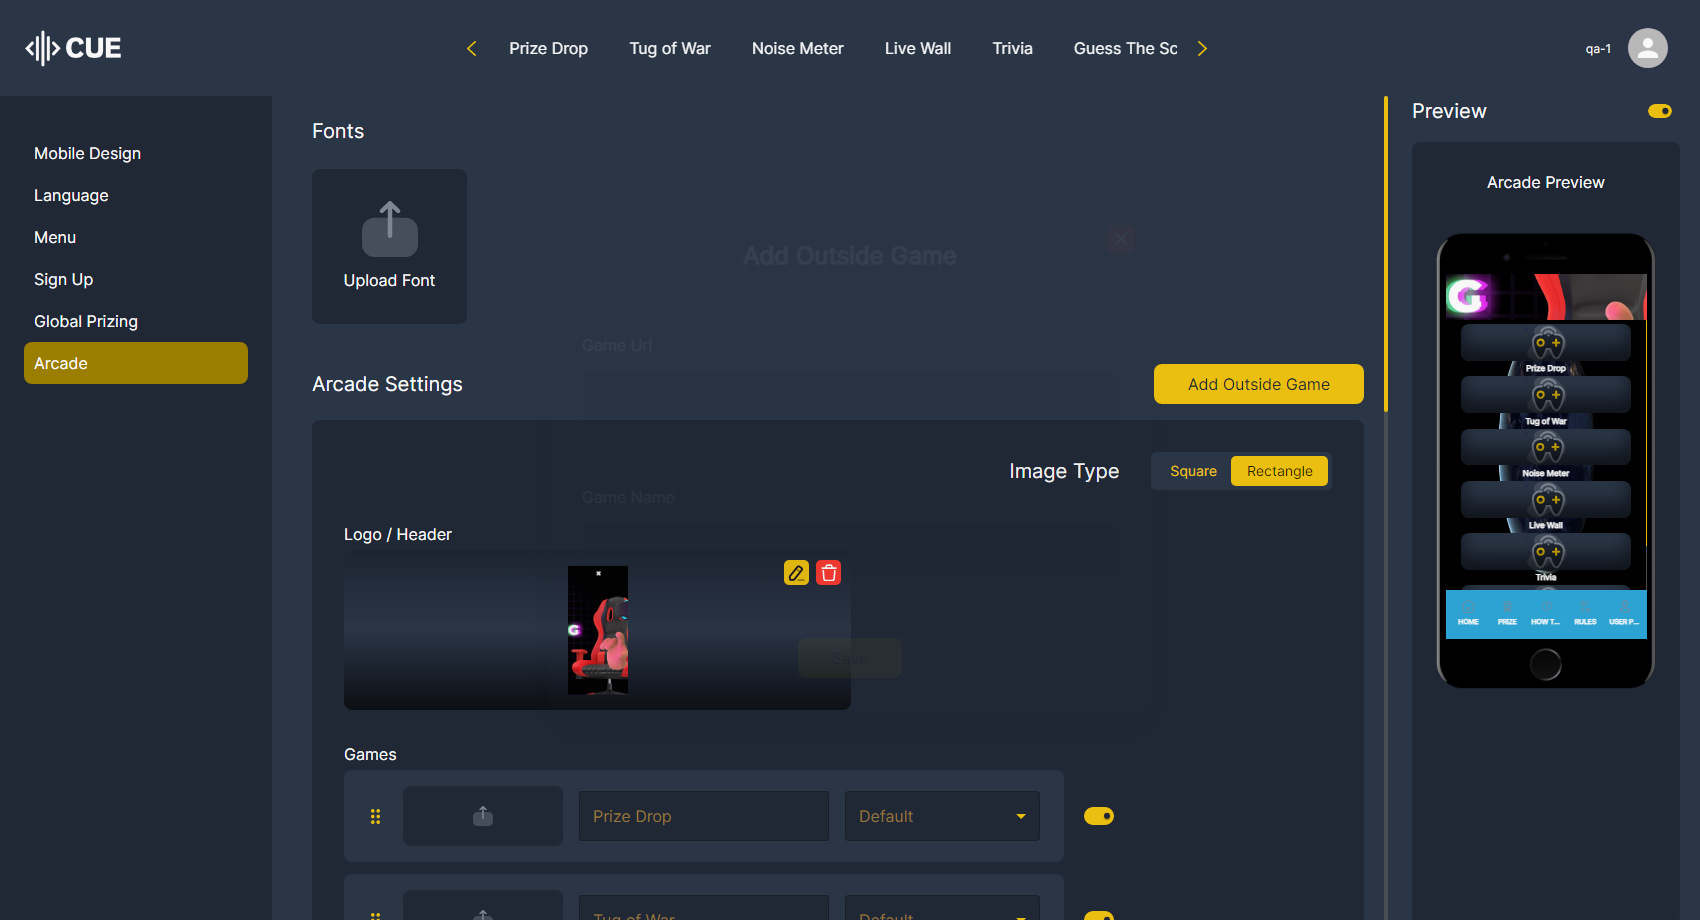 CUE
Prize Drop
Tug of War
Noise Meter
Live Wall
Trivia
Guess The Sc
qa-1
Mobile Design
Language
Menu
Sign Up
Global Prizing
Arcade
Fonts
Upload Font
Add Outside Game
Game Url
Arcade Settings
Add Outside Game
Image Type
Square
Rectangle
Game Name
Logo / Header
G
Save
Games
Prize Drop
Default
Tug of War
Default
Preview
Arcade Preview
G
Prize Drop
Tug of War
Noise Meter
Live Wall
Trivia
HOME
PRIZE
HOW T...
RULES
USER P...